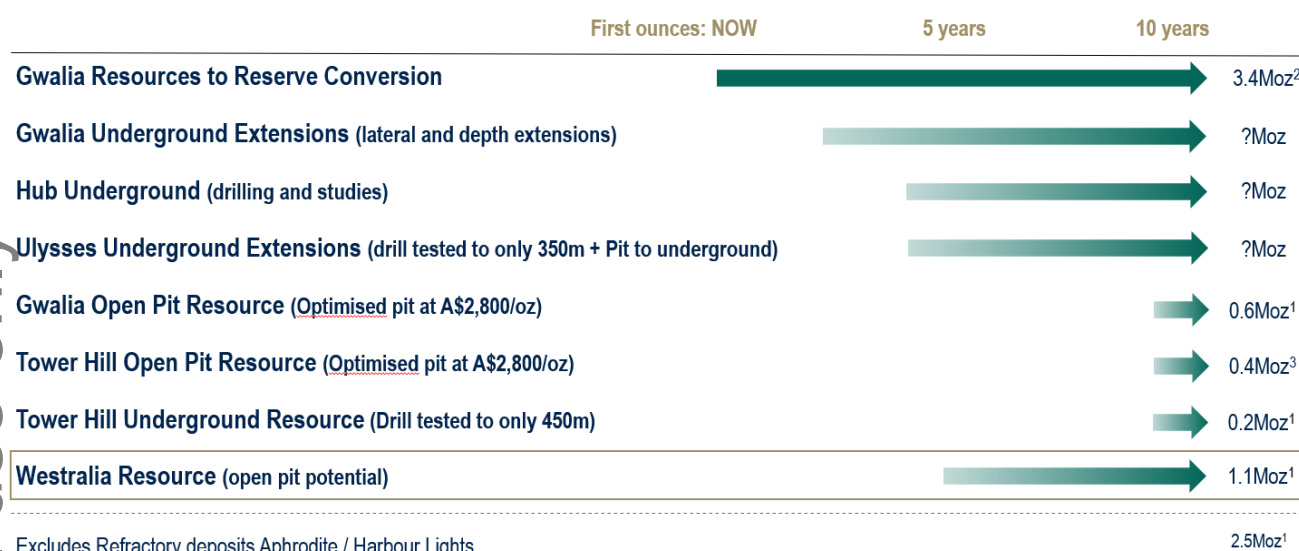 First ounces: NOW 5 years 10 years
Gwalia Resources to Reserve Conversion 3.4Moz²
Gwalia Underground Extensions (lateral and depth extensions) ?Moz
Hub Underground (drilling and studies) ?Moz
Ulysses Underground Extensions (drill tested to only 350m + Pit to underground) ?Moz
Gwalia Open Pit Resource (Optimised pit at A$2,800/oz) 0.6Moz¹
Tower Hill Open Pit Resource (Optimised pit at A$2,800/oz) 0.4Moz³
Tower Hill Underground Resource (Drill tested to only 450m) 0.2Moz¹
Westralia Resource (open pit potential) 1.1Moz¹
Excludes Refractory deposits Aphrodite / Harbour Lights 2.5Moz¹